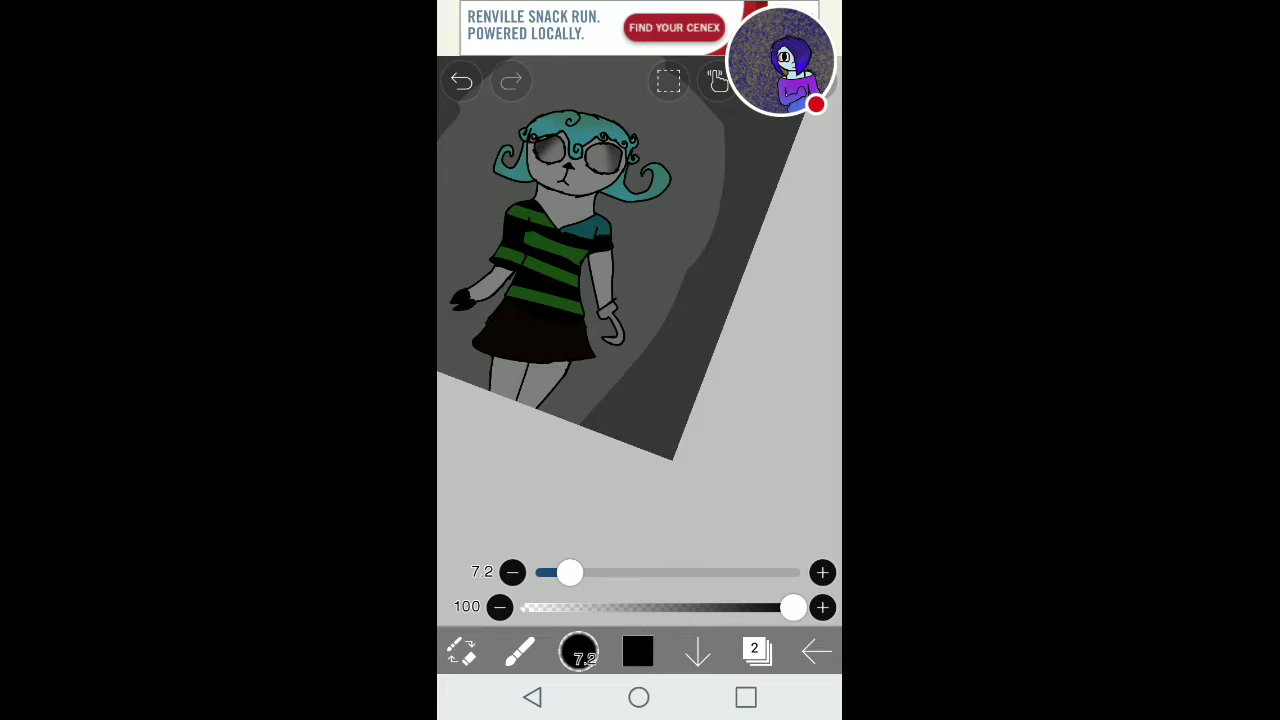 RENVILLE SNACK RUN.
POWERED LOCALLY.
FIND YOUR CENEX
7.2
100
7.2
2